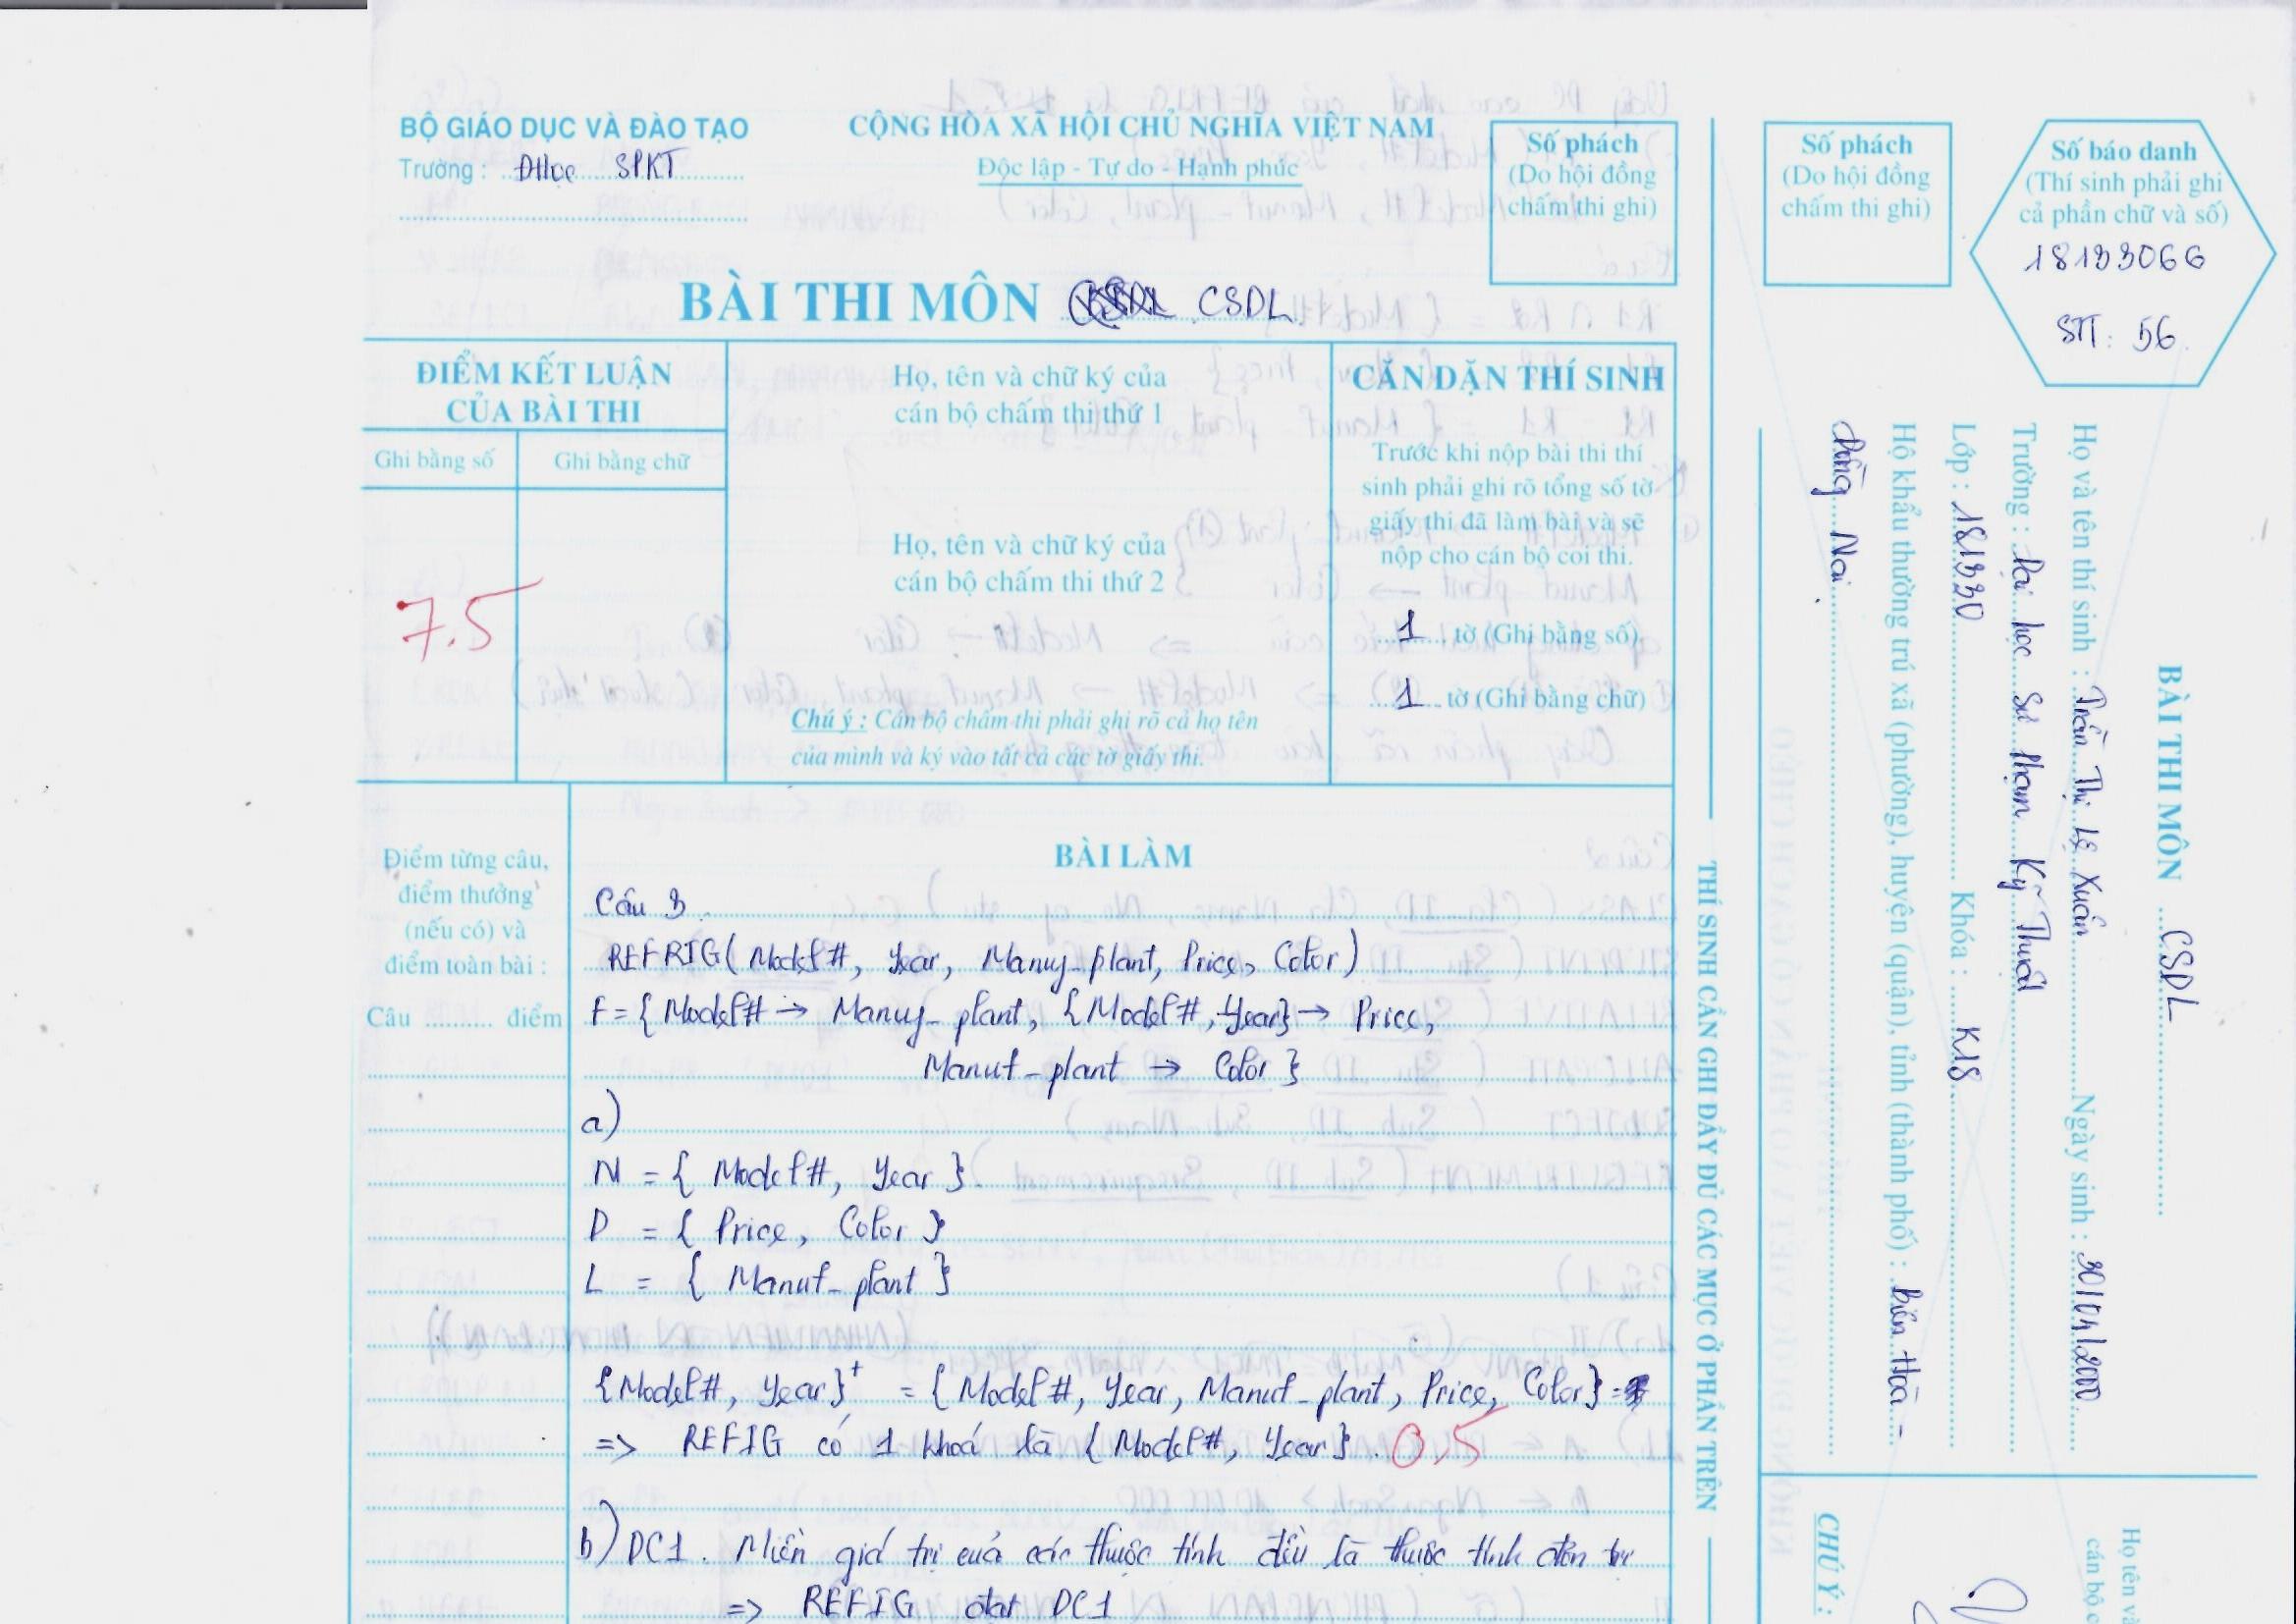 BỘ GIÁO DỤC VÀ ĐÀO TẠO
Trường : ĐHọc SPKT
CỘNG HÒA XÃ HỘI CHỦ NGHĨA VIỆT NAM
Độc lập - Tự do - Hạnh phúc
Số phách
(Do hội đồng
chấm thi ghi)
BÀI THI MÔN CSDL
ĐIỂM KẾT LUẬN
CỦA BÀI THI
Ghi bằng số
Ghi bằng chữ
7.5
Họ, tên và chữ ký của
cán bộ chấm thi thứ 1
Họ, tên và chữ ký của
cán bộ chấm thi thứ 2
Chú ý : Cán bộ chấm thi phải ghi rõ cả họ tên
của mình và ký vào tất cả các tờ giấy thi.
CĂN DẶN THÍ SINH
Trước khi nộp bài thi thí
sinh phải ghi rõ tổng số tờ
giấy thi đã làm bài và sẽ
nộp cho cán bộ coi thi.
1 tờ (Ghi bằng số)
1 tờ (Ghi bằng chữ)
Điểm từng câu,
điểm thưởng
(nếu có) và
điểm toàn bài :
Câu .......... điểm
BÀI LÀM
Câu 3
REFRIG( Model#, Year, Manuf_plant, Price, Color)
F = { Model# → Manuf_plant, {Model#, Year} → Price,
Manuf_plant → Color }
a)
N = { Model#, Year }.
D = { Price, Color }
L = { Manuf_plant }
{Model#, Year}⁺ = { Model#, Year, Manuf_plant, Price, Color} =
=> REFIG có 1 khoá là { Model#, Year } . 0,5
b) DC1. Miền giá trị của các thuộc tính đều là thuộc tính đơn trị
=> REFIG đạt DC1
Số phách
(Do hội đồng
chấm thi ghi)
Số báo danh
(Thí sinh phải ghi
cả phần chữ và số)
18133066
STT: 56
BÀI THI MÔN CSDL
Họ và tên thí sinh : Trần Thị Lệ Xuân Ngày sinh : 30/01/2000
Trường : Đại học Sư Phạm Kỹ Thuật
Lớp : 181330 Khóa : K18
Hộ khẩu thường trú xã (phường), huyện (quận), tỉnh (thành phố) : Biên Hòa -
Đồng Nai
THÍ SINH CẦN GHI ĐẦY ĐỦ CÁC MỤC Ở PHẦN TRÊN
Họ tên và
cán bộ c
CHÚ Ý :